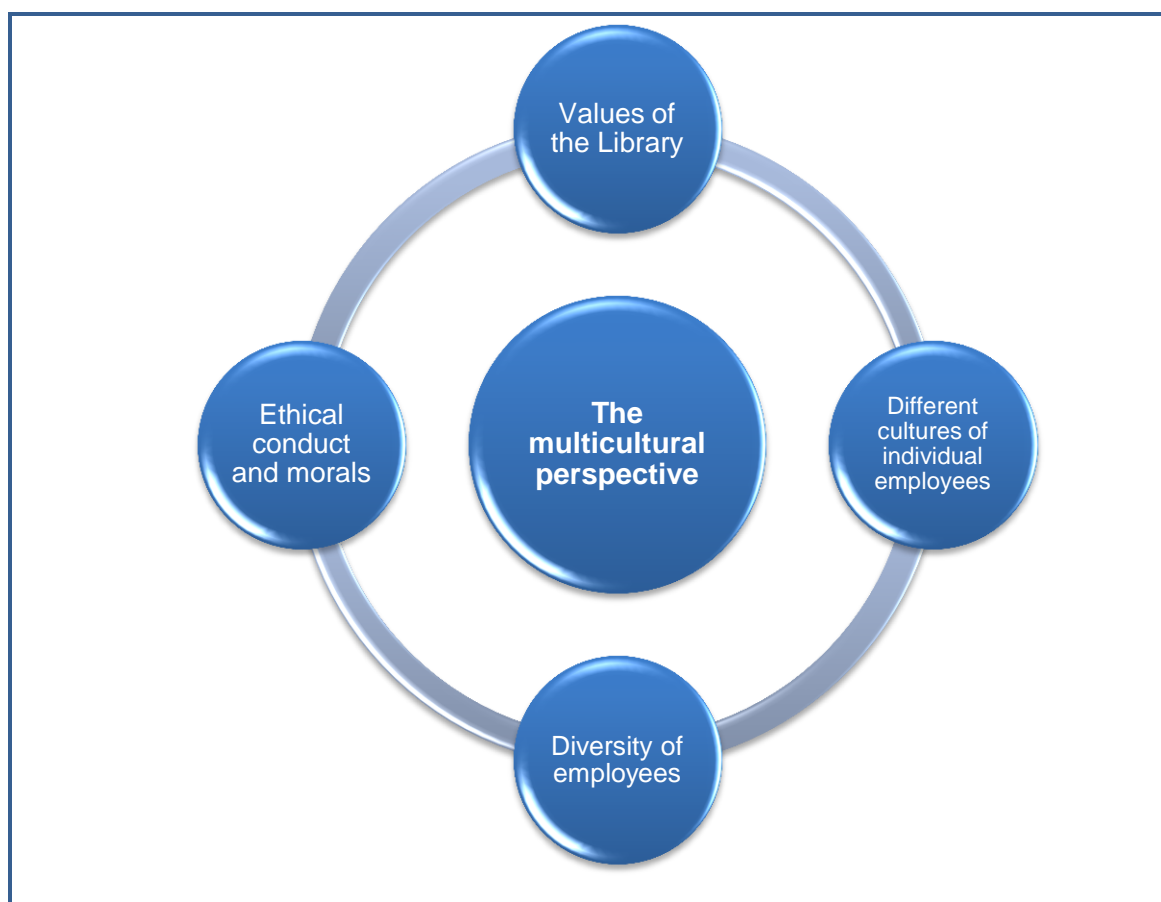 Values of
the Library
Ethical
conduct
and morals
The
multicultural
perspective
Different
cultures of
individual
employees
Diversity of
employees